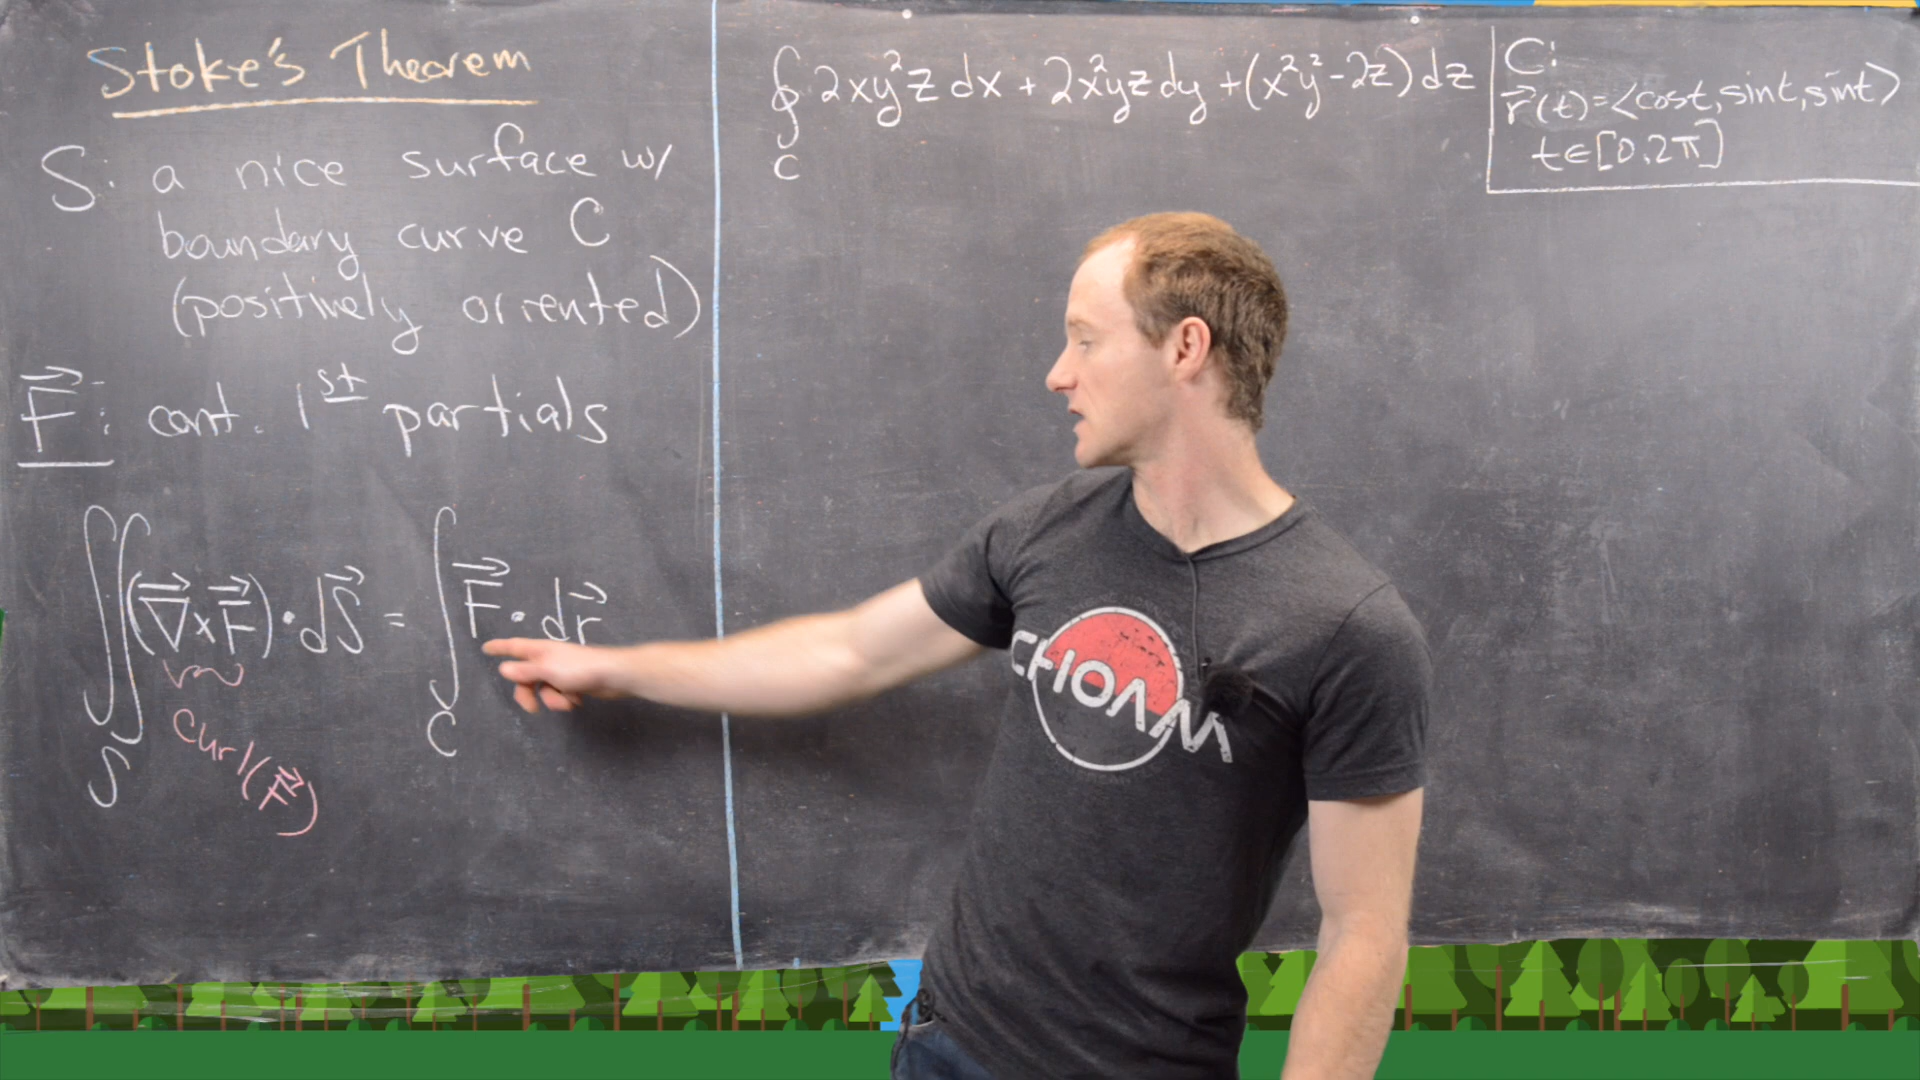 Stoke's Theorem
S: a nice surface w/
boundary curve C
(positively oriented)
F⃗: cont. 1st partials
∬_S (∇⃗×F⃗)·dS⃗ = ∫_C F⃗·dr⃗
curl(F⃗)
∮_C 2xy²z dx + 2x²yz dy + (x²y²-2z) dz
C:
r⃗(t)=<cost, sint, sint>
t∈[0,2π]
CHOAM